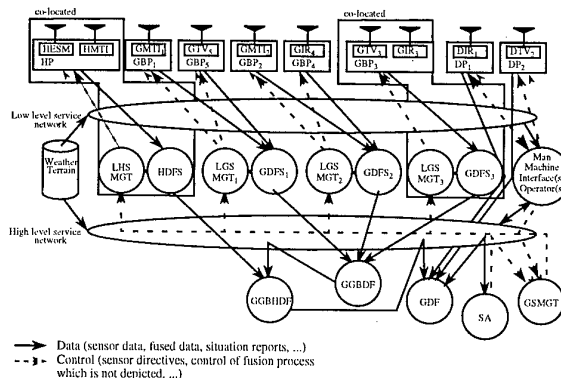 co-located
co-located
HESM HMTI
HP
GMTI1
GBP1
GTV5
GBP5
GMTI2
GBP2
GIR4
GBP4
GTV3 GIR3
GBP3
DIR1
DP1
DTV2
DP2
Low level service
network
Weather
Terrain
LHS
MGT
HDFS
LGS
MGT1
GDFS1
LGS
MGT2
GDFS2
LGS
MGT3
GDFS3
Man
Machine
Interface(s)
Operator(s)
High level service
network
GGBHDF
GGBDF
GDF
SA
GSMGT
Data (sensor data, fused data, situation reports, ...)
Control (sensor directives, control of fusion process
which is not depicted, ...)